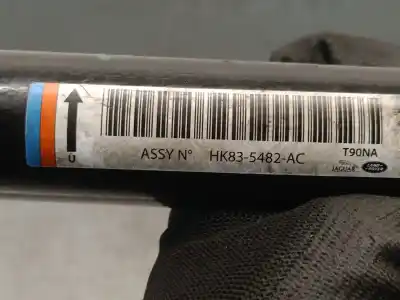 U
ASSY N° HK83-5482-AC
T90NA
JAGUAR
LAND
ROVER